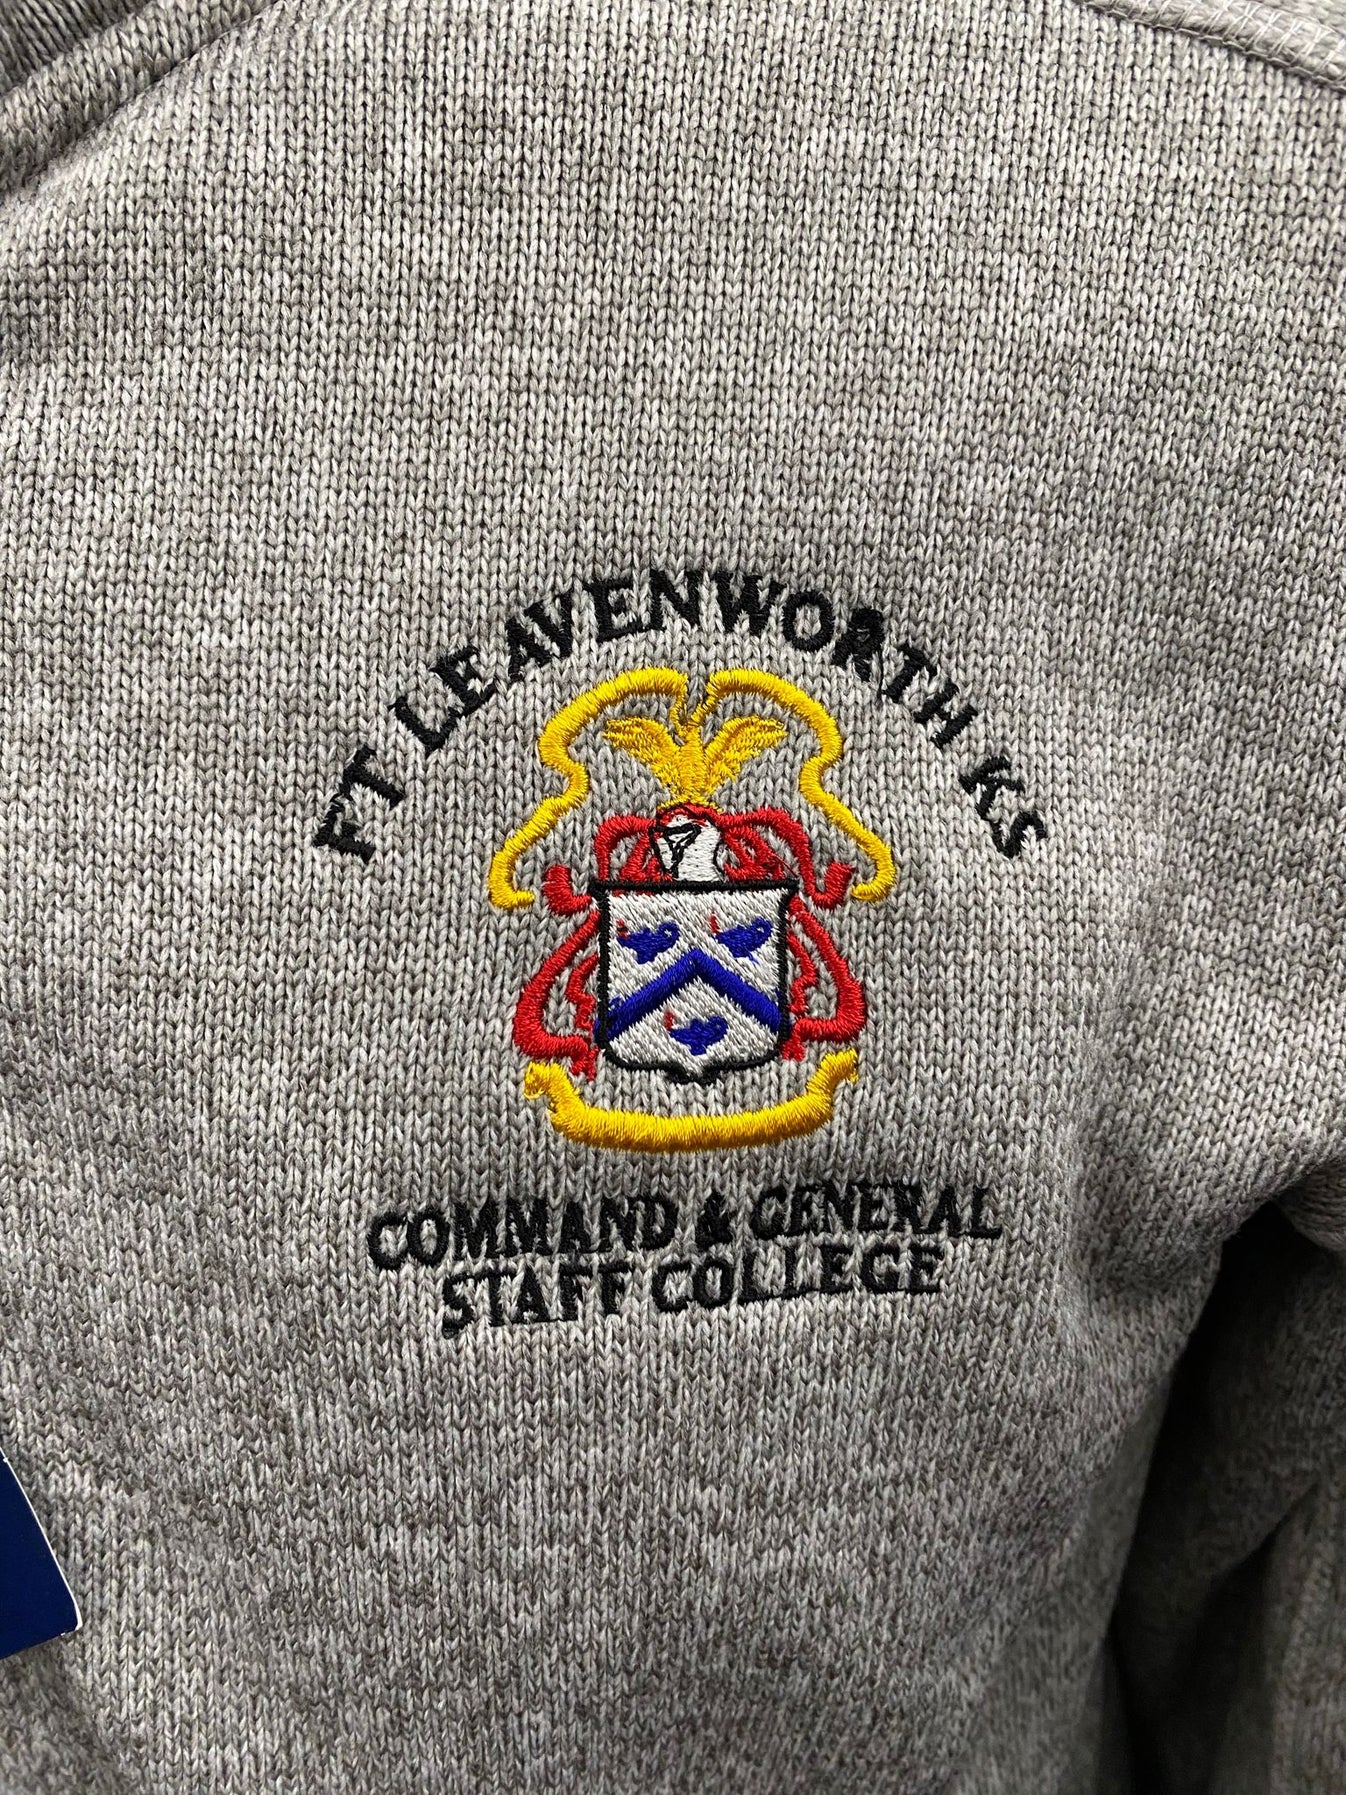 FT LEAVENWORTH KS
COMMAND & GENERAL
STAFF COLLEGE